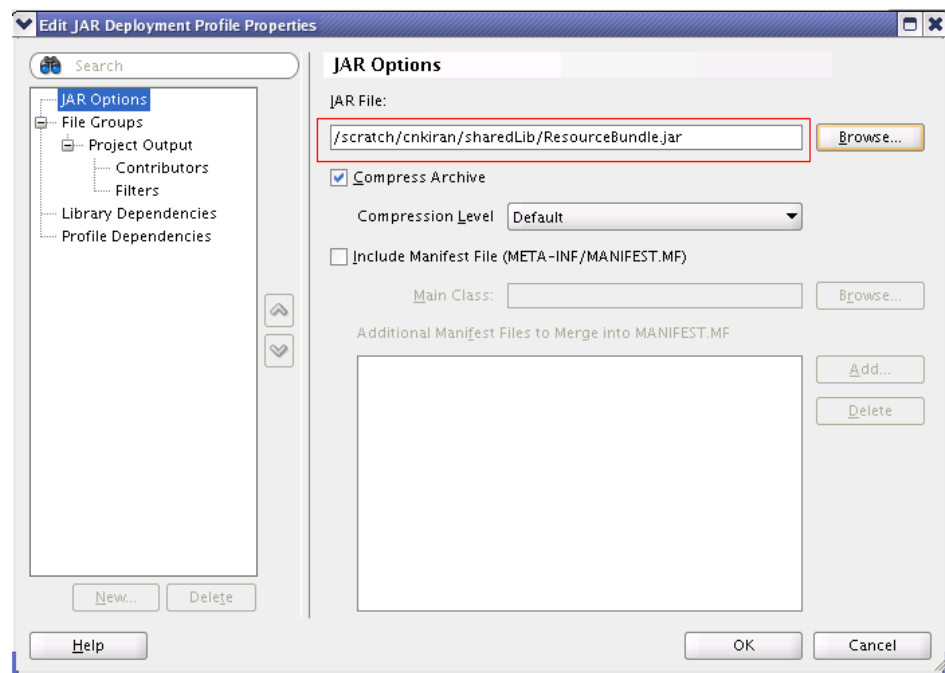 Edit JAR Deployment Profile Properties
Search
JAR Options
File Groups
Project Output
Contributors
Filters
Library Dependencies
Profile Dependencies
New...
Delete
JAR Options
JAR File:
/scratch/cnkiran/sharedLib/ResourceBundle.jar
Browse...
Compress Archive
Compression Level Default
Include Manifest File (META-INF/MANIFEST.MF)
Main Class:
Browse...
Additional Manifest Files to Merge into MANIFEST.MF
Add...
Delete
Help
OK
Cancel